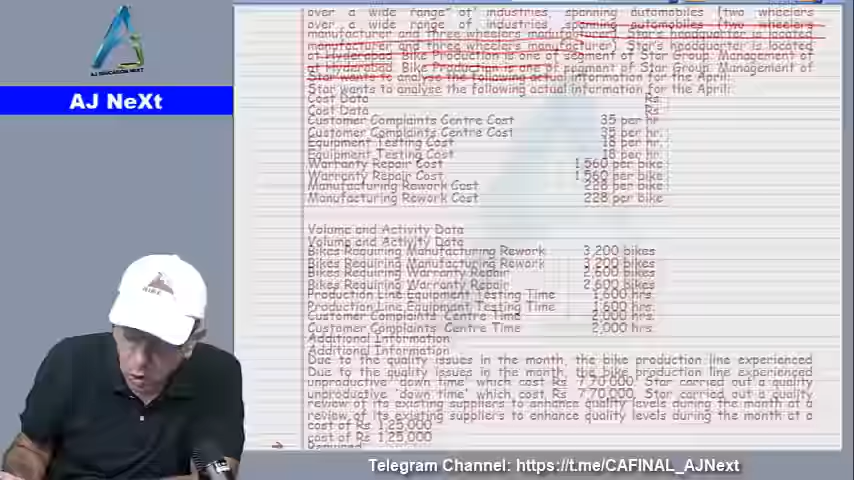 AJ EDUCATION NEXT
AJ NeXt
over a wide range of industries, spanning automobiles (two wheelers
over a wide range of industries, spanning automobiles (two wheelers
manufacturer and three wheelers manufacturer). Star's headquarter is located
manufacturer and three wheelers manufacturer). Star's headquarter is located
at Hyderabad. Bike Production is one of segment of Star Group. Management of
at Hyderabad. Bike Production is one of segment of Star Group. Management of
Star wants to analyse the following actual information for the April:
Star wants to analyse the following actual information for the April:
Cost Data Rs.
Cost Data Rs.
Customer Complaints Centre Cost 35 per hr.
Customer Complaints Centre Cost 35 per hr.
Equipment Testing Cost 18 per hr.
Equipment Testing Cost 18 per hr.
Warranty Repair Cost 1,560 per bike
Warranty Repair Cost 1,560 per bike
Manufacturing Rework Cost 228 per bike
Manufacturing Rework Cost 228 per bike
Volume and Activity Data
Volume and Activity Data
Bikes Requiring Manufacturing Rework 3,200 bikes
Bikes Requiring Manufacturing Rework 3,200 bikes
Bikes Requiring Warranty Repair 2,600 bikes
Bikes Requiring Warranty Repair 2,600 bikes
Production Line Equipment Testing Time 1,600 hrs.
Production Line Equipment Testing Time 1,600 hrs.
Customer Complaints Centre Time 2,000 hrs.
Customer Complaints Centre Time 2,000 hrs.
Additional Information
Additional Information
Due to the quality issues in the month, the bike production line experienced
Due to the quality issues in the month, the bike production line experienced
unproductive 'down time' which cost Rs. 7,70,000. Star carried out a quality
unproductive 'down time' which cost Rs. 7,70,000. Star carried out a quality
review of its existing suppliers to enhance quality levels during the month at a
review of its existing suppliers to enhance quality levels during the month at a
cost of Rs. 1,25,000
cost of Rs. 1,25,000
Required
Telegram Channel: https://t.me/CAFINAL_AJNext